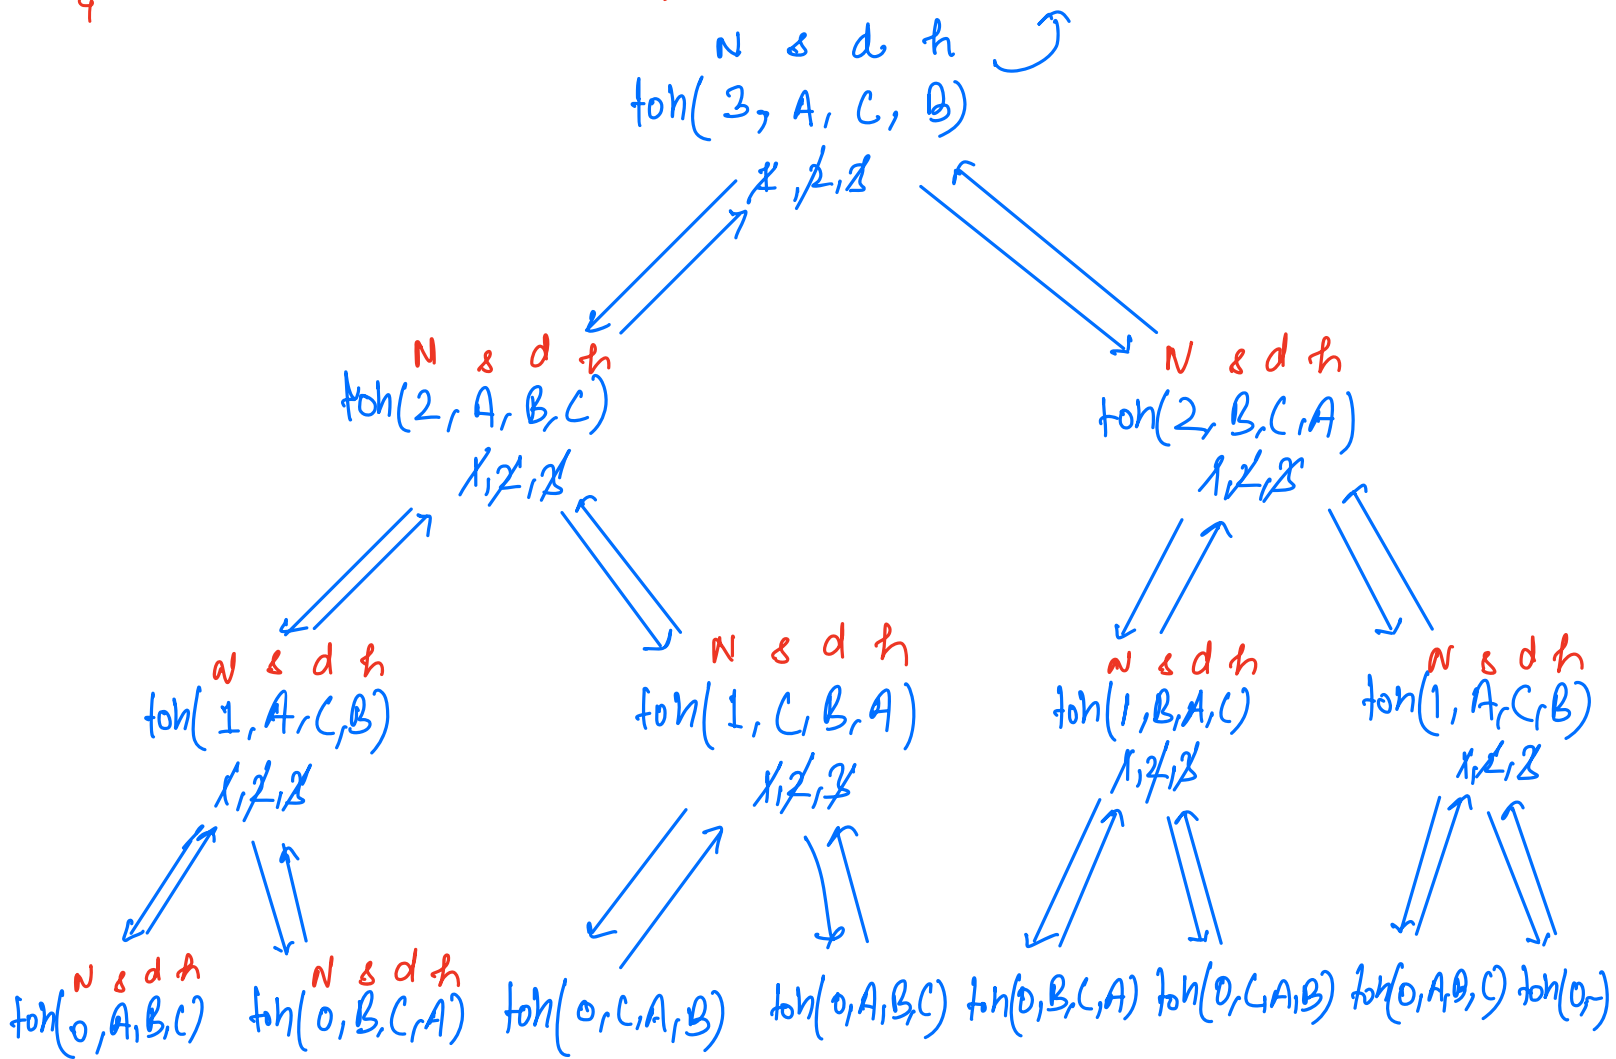 N s d h
toh(3, A, C, B)
1, 2, 3
N s d h
N s d h
toh(2, A, B, C)
toh(2, B, C, A)
1, 2, 3
1, 2, 3
N s d h
N s d h
N s d h
N s d h
toh(1, A, C, B)
toh(1, C, B, A)
toh(1, B, A, C)
toh(1, A, C, B)
1, 2, 3
1, 2, 3
1, 2, 3
1, 2, 3
N s d h
N s d h
toh(0, A, B, C)
toh(0, B, C, A)
toh(0, C, A, B)
toh(0, A, B, C)
toh(0, B, C, A)
toh(0, C, A, B)
toh(0, A, B, C)
toh(0, -)